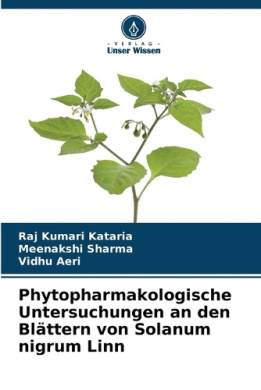 VERLAG
Unser Wissen
Raj Kumari Kataria
Meenakshi Sharma
Vidhu Aeri
Phytopharmakologische
Untersuchungen an den
Blättern von Solanum
nigrum Linn